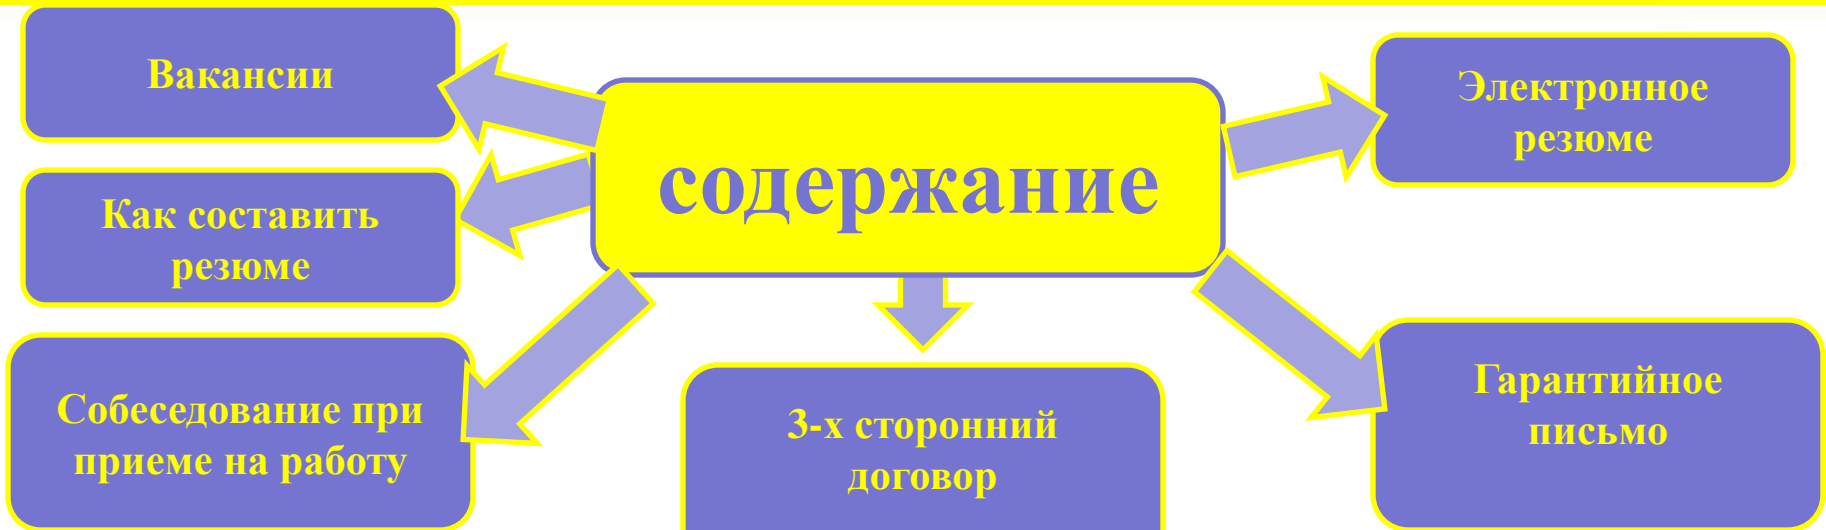 Вакансии
Как составить
резюме
Собеседование при
приеме на работу
содержание
3-х сторонний
договор
Электронное
резюме
Гарантийное
письмо